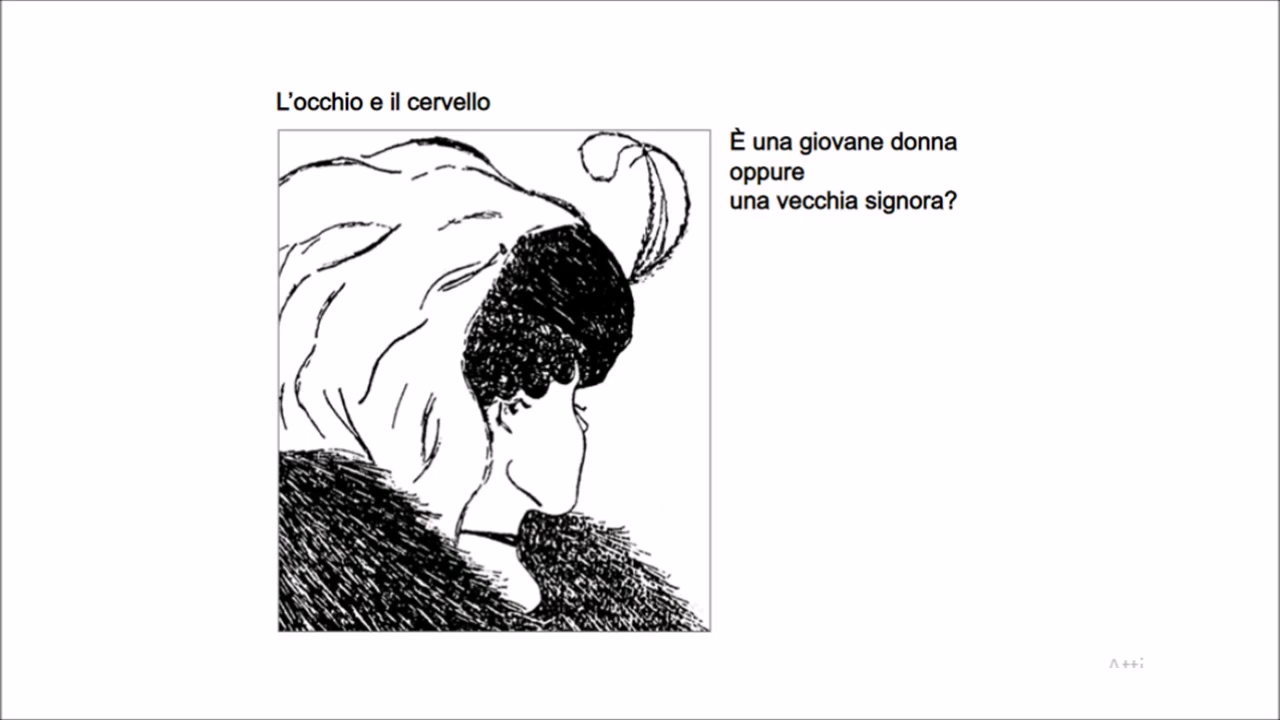 L’occhio e il cervello
È una giovane donna
oppure
una vecchia signora?